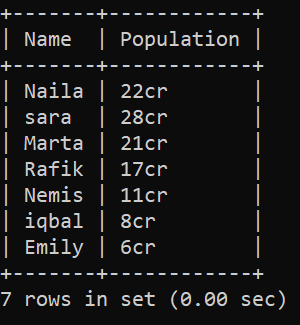 +-------+------------+
| Name  | Population |
+-------+------------+
| Naila | 22cr       |
| sara  | 28cr       |
| Marta | 21cr       |
| Rafik | 17cr       |
| Nemis | 11cr       |
| iqbal | 8cr        |
| Emily | 6cr        |
+-------+------------+
7 rows in set (0.00 sec)